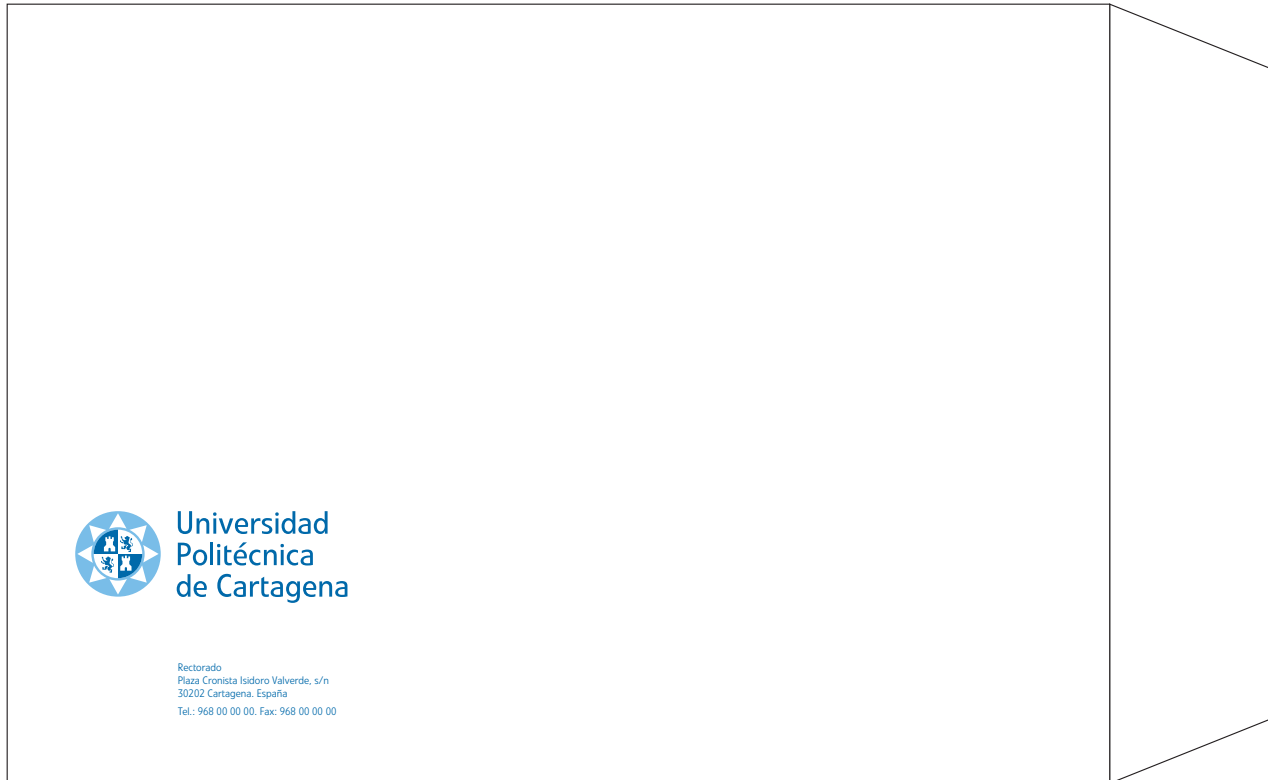 Universidad
Politécnica
de Cartagena
Rectorado
Plaza Cronista Isidoro Valverde, s/n
30202 Cartagena. España
Tel.: 968 00 00 00. Fax: 968 00 00 00